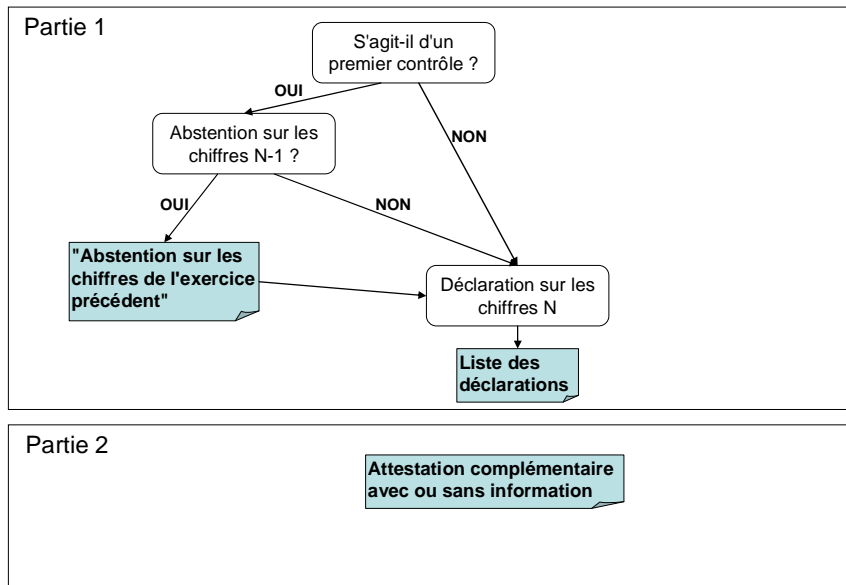 Partie 1
S'agit-il d'un
premier contrôle ?
OUI
NON
Abstention sur les
chiffres N-1 ?
OUI
NON
"Abstention sur les
chiffres de l'exercice
précédent"
Déclaration sur les
chiffres N
Liste des
déclarations
Partie 2
Attestation complémentaire
avec ou sans information